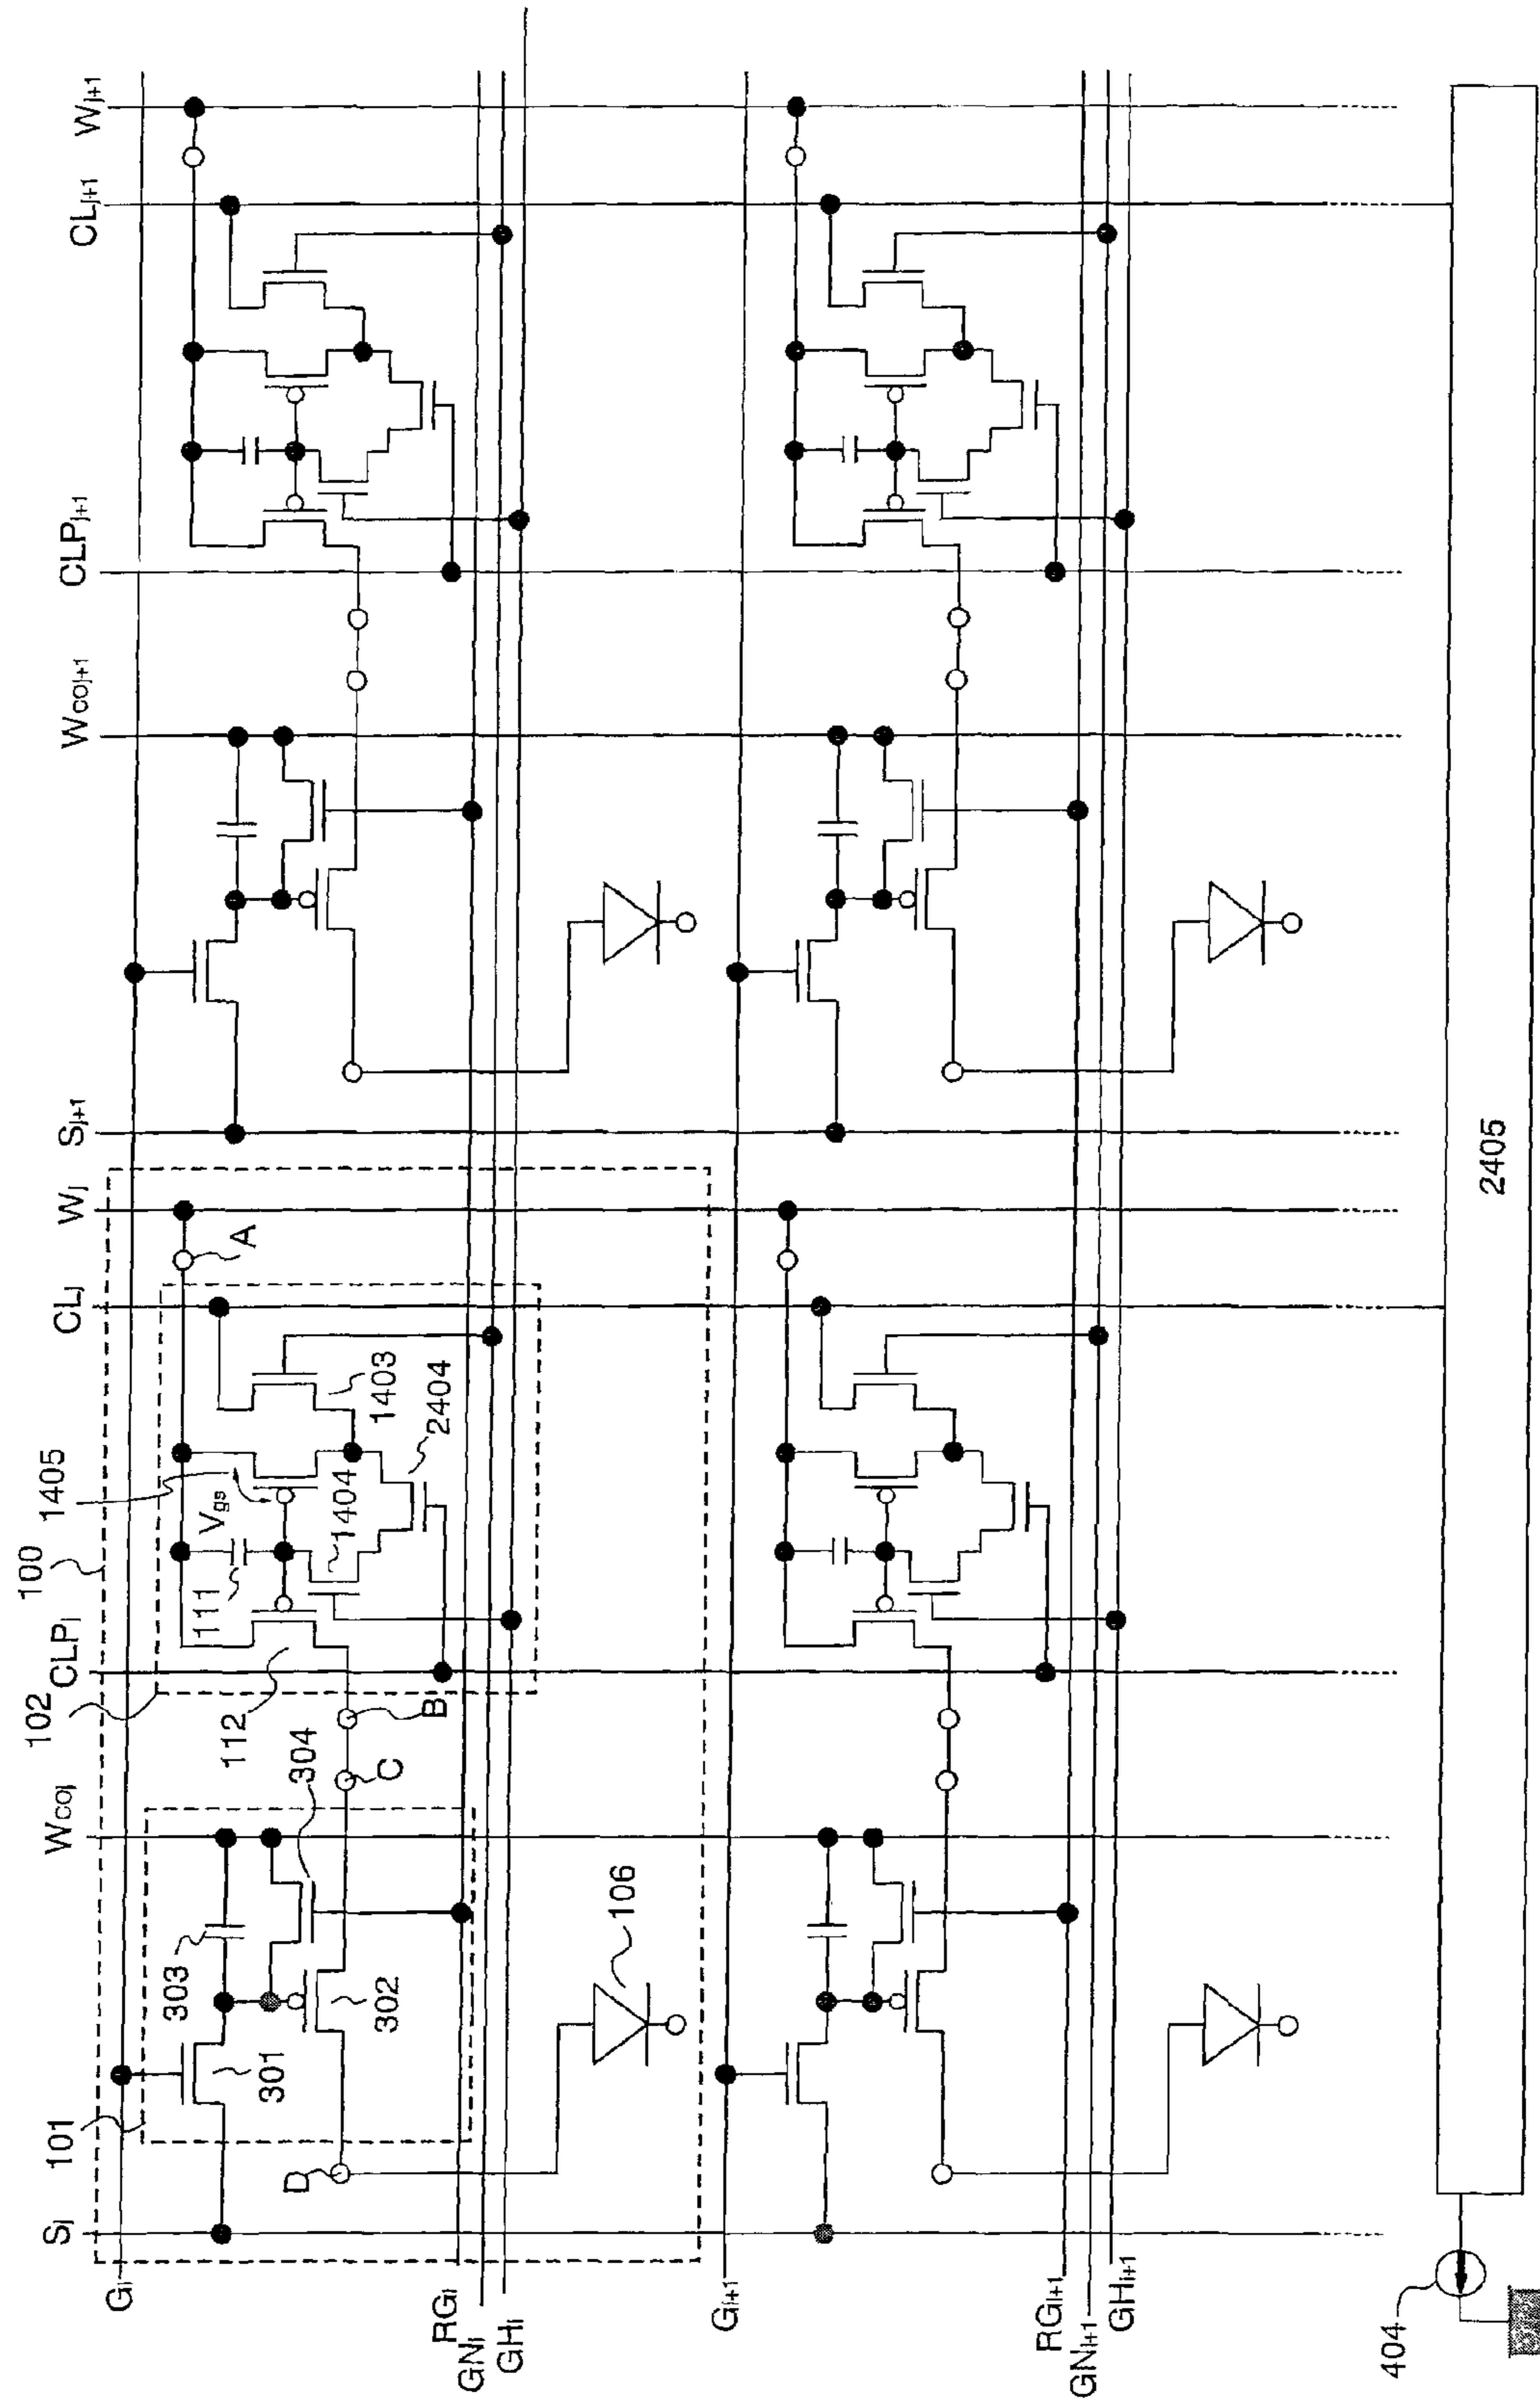 Sj
Wcoj
CLPj
CLj
Wj
Sj+1
Wcoj+1
CLPj+1
CLj+1
Wj+1
101
102
100
1405
Gi
301
303
304
302
D
C
B
A
112
111
Vgs
1404
1403
2404
106
RGi
GNi
GHi
Gi+1
RGi+1
GNi+1
GHi+1
404
2405